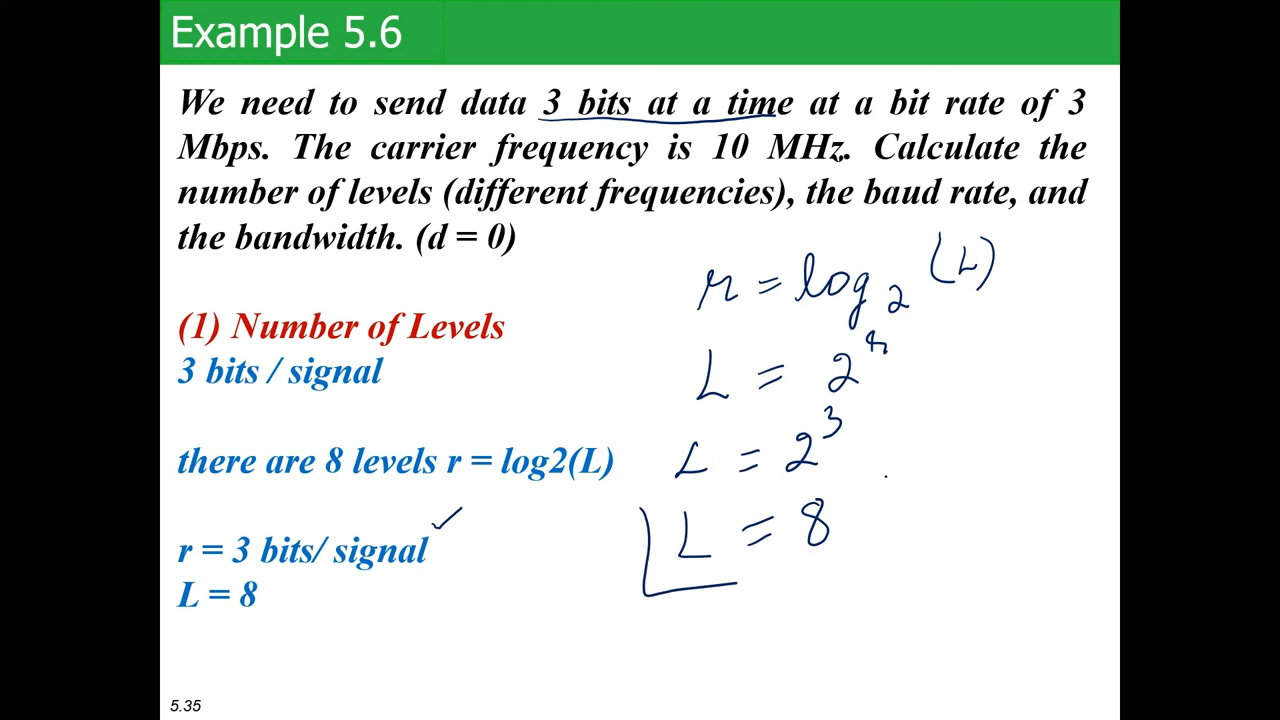 Example 5.6
We need to send data 3 bits at a time at a bit rate of 3
Mbps. The carrier frequency is 10 MHz. Calculate the
number of levels (different frequencies), the baud rate, and
the bandwidth. (d = 0)
r = log2 (L)
(1) Number of Levels
3 bits / signal
L = 2^r
there are 8 levels r = log2(L)
L = 2^3
r = 3 bits/ signal
L = 8
L = 8
5.35